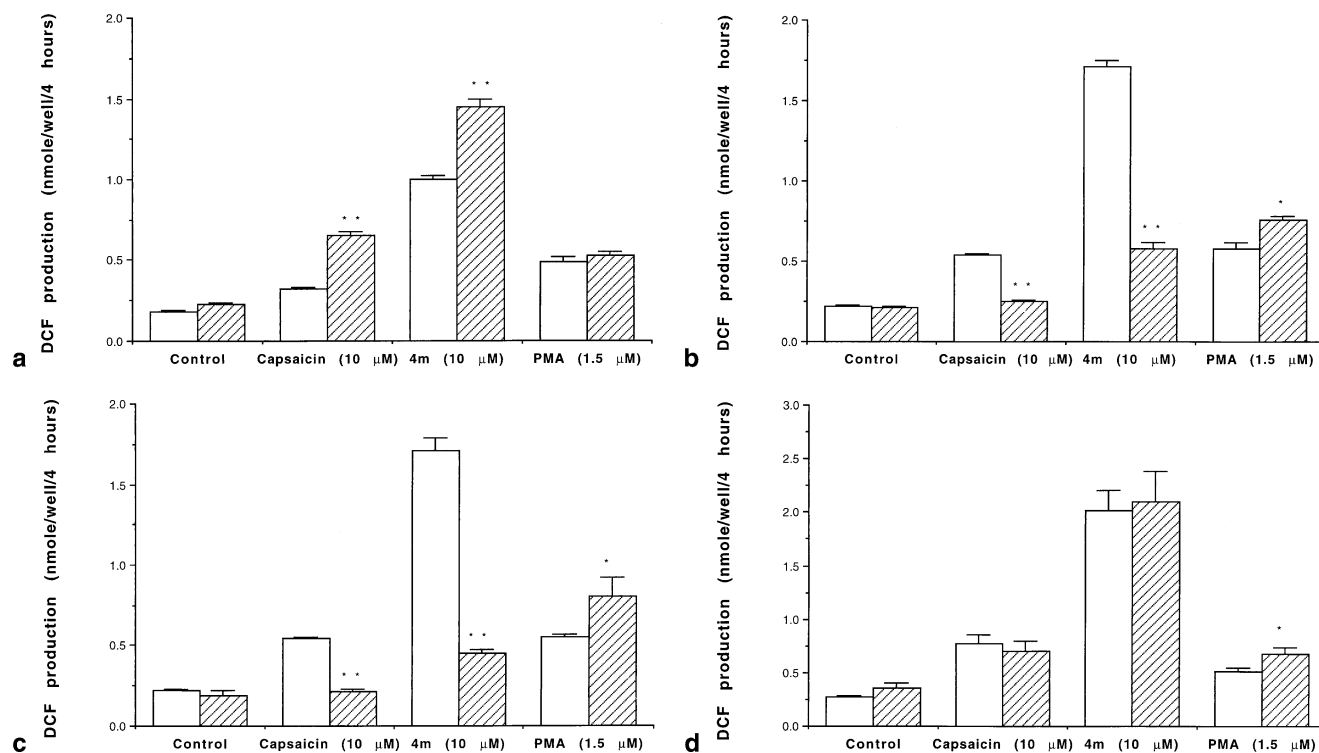 DCF production (nmole/well/4 hours)
2.0
1.5
1.0
0.5
0.0
* *
* *
Control Capsaicin (10 μM) 4m (10 μM) PMA (1.5 μM)
a
DCF production (nmole/well/4 hours)
2.0
1.5
1.0
0.5
0.0
* *
* *
*
Control Capsaicin (10 μM) 4m (10 μM) PMA (1.5 μM)
b
DCF production (nmole/well/4 hours)
2.0
1.5
1.0
0.5
0.0
* *
* *
*
Control Capsaicin (10 μM) 4m (10 μM) PMA (1.5 μM)
c
DCF production (nmole/well/4 hours)
3.0
2.5
2.0
1.5
1.0
0.5
0.0
*
Control Capsaicin (10 μM) 4m (10 μM) PMA (1.5 μM)
d